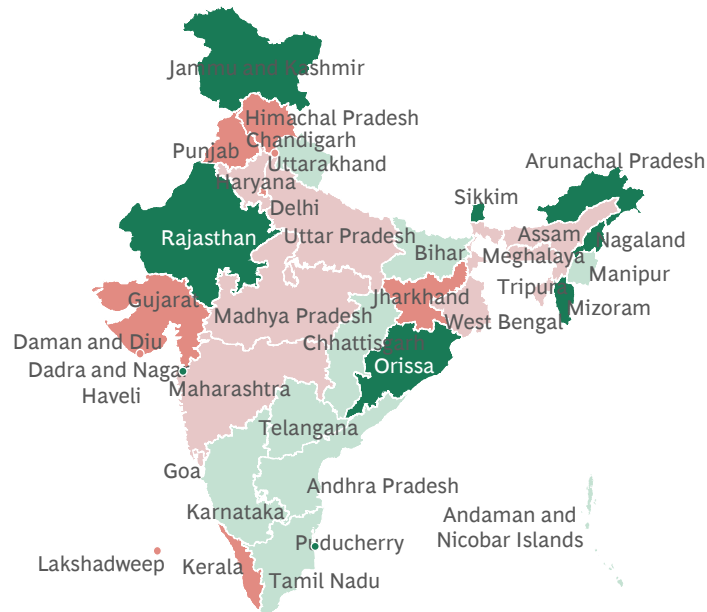 Jammu and Kashmir
Himachal Pradesh
Chandigarh
Punjab
Uttarakhand
Arunachal Pradesh
Haryana
Sikkim
Delhi
Rajasthan
Uttar Pradesh
Assam
Nagaland
Bihar
Meghalaya
Manipur
Tripura
Gujarat
Jharkhand
Mizoram
Madhya Pradesh
West Bengal
Daman and Diu
Chhattisgarh
Dadra and Naga
Haveli
Orissa
Maharashtra
Telangana
Goa
Andhra Pradesh
Karnataka
Andaman and
Nicobar Islands
Puducherry
Lakshadweep
Kerala
Tamil Nadu